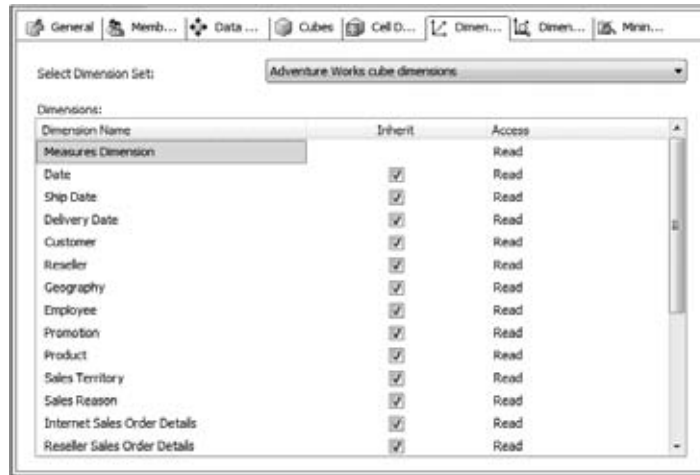 General Memb... Data ... Cubes Cell D... Dimen... Dimen... Minin...
Select Dimension Set: Adventure Works cube dimensions
Dimensions:
Dimension Name Inherit Access
Measures Dimension Read
Date Read
Ship Date Read
Delivery Date Read
Customer Read
Reseller Read
Geography Read
Employee Read
Promotion Read
Product Read
Sales Territory Read
Sales Reason Read
Internet Sales Order Details Read
Reseller Sales Order Details Read